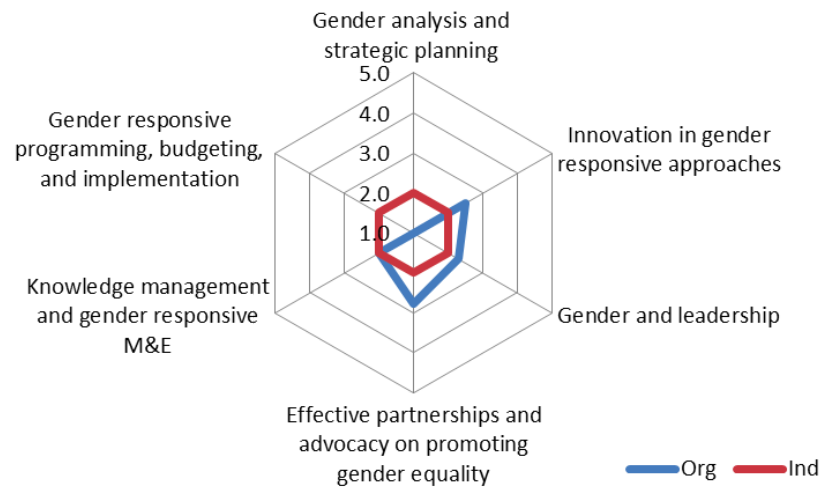 Gender analysis and
strategic planning
5.0
4.0
3.0
2.0
1.0
Innovation in gender
responsive approaches
Gender and leadership
Effective partnerships and
advocacy on promoting
gender equality
Knowledge management
and gender responsive
M&E
Gender responsive
programming, budgeting,
and implementation
Org
Ind